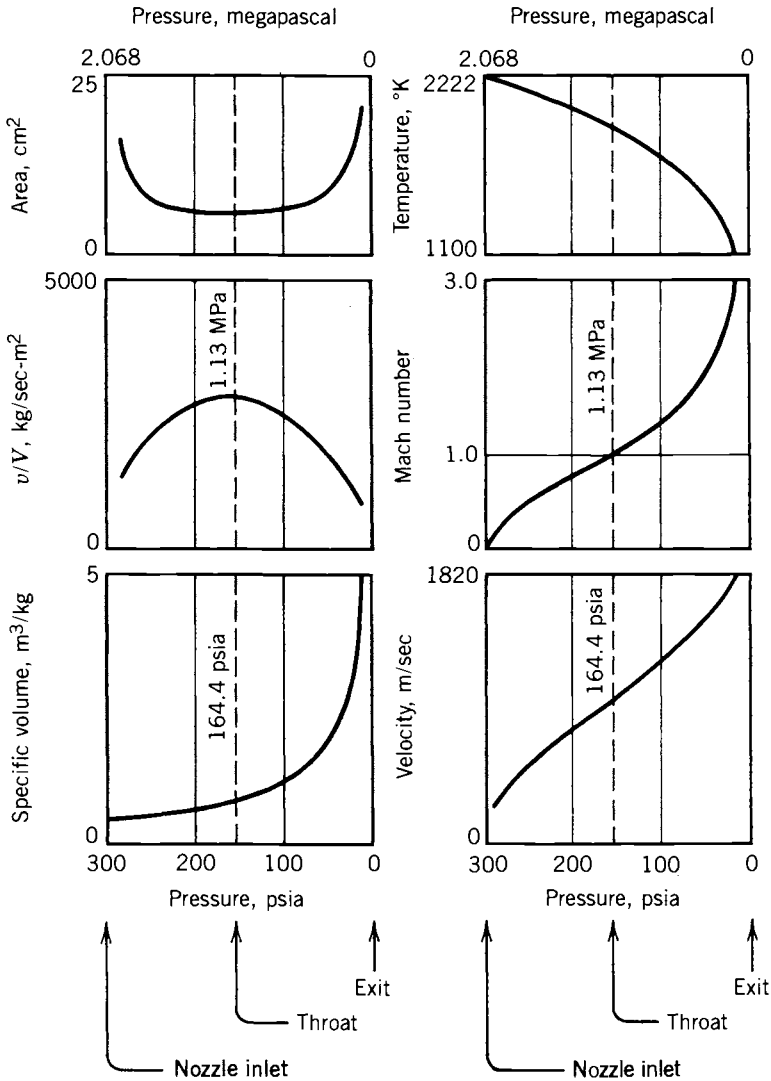 Pressure, megapascal
2.068 0
25
Area, cm2
0
5000
v/V, kg/sec-m2
1.13 MPa
0
5
Specific volume, m3/kg
164.4 psia
0
300 200 100 0
Pressure, psia
Exit
Throat
Nozzle inlet
Pressure, megapascal
2.068 0
2222
Temperature, °K
1100
3.0
Mach number
1.13 MPa
1.0
0
1820
Velocity, m/sec
164.4 psia
0
300 200 100 0
Pressure, psia
Exit
Throat
Nozzle inlet